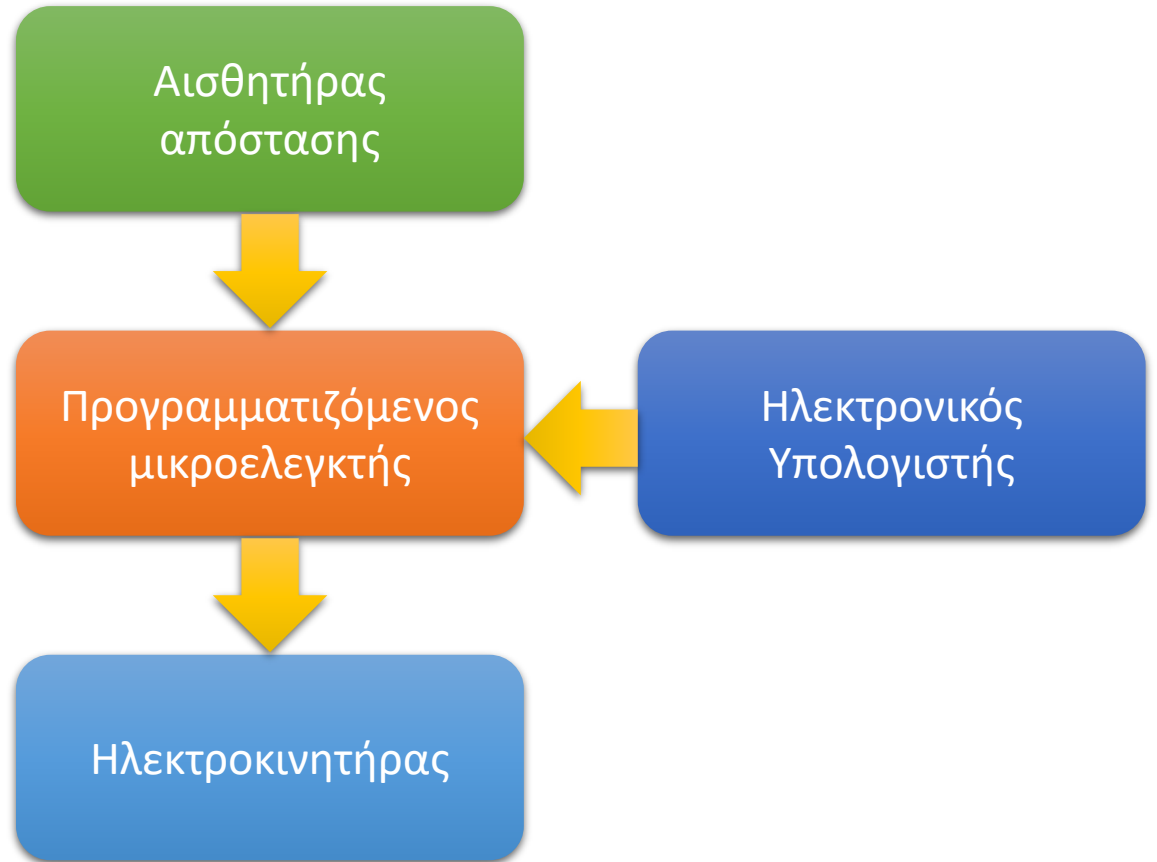 Αισθητήρας
απόστασης
Προγραμματιζόμενος
μικροελεγκτής
Ηλεκτρονικός
Υπολογιστής
Ηλεκτροκινητήρας